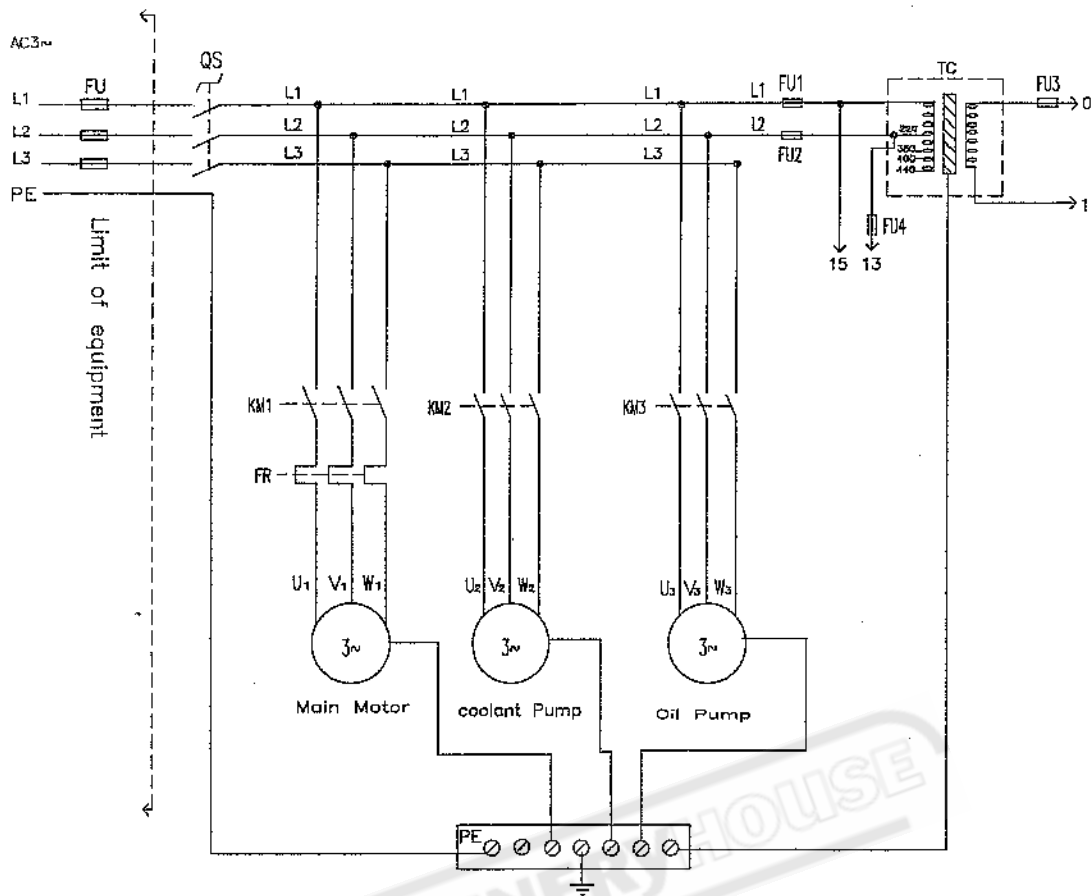 AC3~
QS
TC
FU
FU1
FU3
L1
L1
L1
L1
L1
0
L2
L2
L2
L2
L2
220
L3
L3
L3
L3
FU2
380
400
440
PE
1
FU4
15
13
Limit of equipment
KM1
KM2
KM3
FR
U1
V1
W1
U2
V2
W2
U3
V3
W3
3~
3~
3~
Main Motor
coolant Pump
Oil Pump
PE
HOUSE